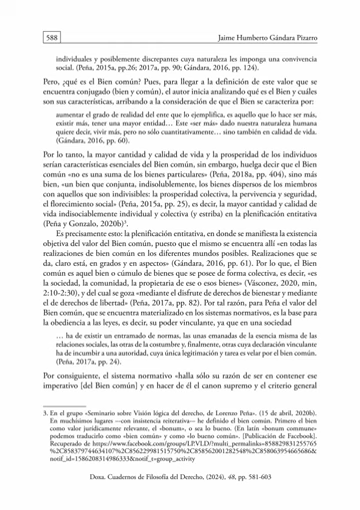 588
Jaime Humberto Gándara Pizarro
individuales y posiblemente discrepantes cuya naturaleza les imponga una convivencia
social. (Peña, 2015a, pp.26; 2017a, pp. 90; Gándara, 2016, pp. 124).
Pero, ¿qué es el Bien común? Pues, para llegar a la definición de este valor que se
encuentra conjugado (bien y común), el autor inicia analizando qué es el Bien y cuáles
son sus características, arribando a la consideración de que el Bien se caracteriza por:
aumentar el grado de realidad del ente que lo ejemplifica, es aquello que lo hace ser más,
existir más, tener una mayor entidad… Este «ser más» dado nuestra naturaleza humana
quiere decir, vivir más, pero no sólo cuantitativamente… sino también en calidad de vida.
(Gándara, 2016, pp. 60).
Por lo tanto, la mayor cantidad y calidad de vida y la prosperidad de los individuos
serían características esenciales del Bien común, sin embargo, huelga decir que el Bien
común «no es una suma de los bienes particulares» (Peña, 2018a, pp. 404), sino más
bien, «un bien que conjunta, indisolublemente, los bienes dispersos de los miembros
con aquellos que son indivisibles: la prosperidad colectiva, la pervivencia y seguridad,
el florecimiento social» (Peña, 2015a, pp. 25), es decir, la mayor cantidad y calidad de
vida indisociablemente individual y colectiva (y estriba) en la plenificación entitativa
(Peña y Gonzalo, 2020b)³.
Es precisamente esto: la plenificación entitativa, en donde se manifiesta la existencia
objetiva del valor del Bien común, puesto que el mismo se encuentra allí «en todas las
realizaciones de bien común en los diferentes mundos posibles. Realizaciones que se
da, claro está, en grados y en aspectos» (Gándara, 2016, pp. 61). Por lo que, el Bien
común es aquel bien o cúmulo de bienes que se posee de forma colectiva, es decir, «es
la sociedad, la comunidad, la propietaria de ese o esos bienes» (Vásconez, 2020, min,
2:10-2:30), y del cual se goza «mediante el disfrute de derechos de bienestar y mediante
el de derechos de libertad» (Peña, 2017a, pp. 82). Por tal razón, para Peña el valor del
Bien común, que se encuentra materializado en los sistemas normativos, es la base para
la obediencia a las leyes, es decir, su poder vinculante, ya que en una sociedad
… ha de existir un entramado de normas, las unas emanadas de la esencia misma de las
relaciones sociales, las otras de la costumbre y, finalmente, otras cuya declaración vinculante
ha de incumbir a una autoridad, cuya única legitimación y tarea es velar por el bien común.
(Peña, 2017a, pp. 24).
Por consiguiente, el sistema normativo «halla sólo su razón de ser en contener ese
imperativo [del Bien común] y en hacer de él el canon supremo y el criterio general
3. En el grupo «Seminario sobre Visión lógica del derecho, de Lorenzo Peña». (15 de abril, 2020b).
En muchísimos lugares —con insistencia reiterativa— he definido el bien común. Primero el bien
como valor jurídicamente relevante, el «bonum», o sea lo bueno. (En latín «bonum commune»
podemos traducirlo como «bien común» y como «lo bueno común». [Publicación de Facebook].
Recuperado de https://www.facebook.com/groups/LP.VLD/?multi_permalinks=858829831255765
%2C858379744634107%2C856229981515750%2C858562001282548%2C858063954665686&
notif_id=1586208314986333&notif_t=group_activity
Doxa. Cuadernos de Filosofía del Derecho, (2024), 48, pp. 581-603